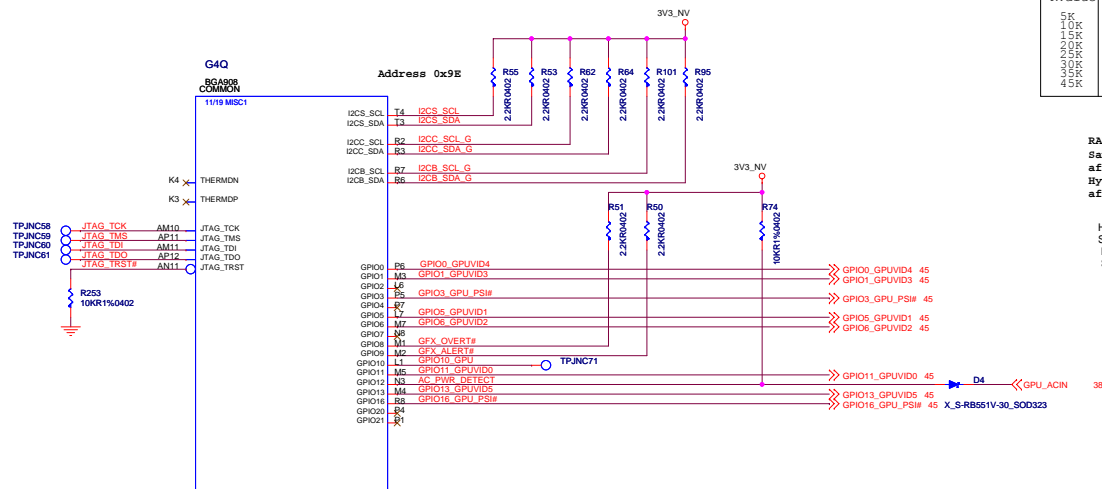 3V3_NV
G4Q
BGA908
COMMON
11/19 MISC1
Address 0x9E
R55
2.2KR0402
R53
2.2KR0402
R62
2.2KR0402
R64
2.2KR0402
R101
2.2KR0402
R95
2.2KR0402
5K
10K
15K
20K
25K
30K
35K
45K
I2CS_SCL T4 I2CS_SCL
I2CS_SDA T3 I2CS_SDA
I2CC_SCL R2 I2CC_SCL_G
I2CC_SDA R3 I2CC_SDA_G
I2CB_SCL R7 I2CB_SCL_G
I2CB_SDA R6 I2CB_SDA_G
RA
Sa
af
Hy
af
3V3_NV
K4 THERMDN
K3 THERMDP
R51
2.2KR0402
R50
2.2KR0402
R74
10KR1%0402
H
S
TPJNC58 JTAG_TCK AM10 JTAG_TCK
TPJNC59 JTAG_TMS AP11 JTAG_TMS
TPJNC60 JTAG_TDI AM11 JTAG_TDI
TPJNC61 JTAG_TDO AP12 JTAG_TDO
JTAG_TRST# AN11 JTAG_TRST
R253
10KR1%0402
GPIO0 P6 GPIO0_GPUVID4 GPIO0_GPUVID4 45
GPIO1 M3 GPIO1_GPUVID3 GPIO1_GPUVID3 45
GPIO2 L6
GPIO3 P5 GPIO3_GPU_PSI# GPIO3_GPU_PSI# 45
GPIO4 P7
GPIO5 L7 GPIO5_GPUVID1 GPIO5_GPUVID1 45
GPIO6 M7 GPIO6_GPUVID2 GPIO6_GPUVID2 45
GPIO7 N8
GPIO8 M1 GFX_OVERT#
GPIO9 M2 GFX_ALERT#
GPIO10 L1 GPIO10_GPU TPJNC71
GPIO11 M5 GPIO11_GPUVID0 GPIO11_GPUVID0 45
GPIO12 N3 AC_PWR_DETECT D4 GPU_ACIN 38
GPIO13 M4 GPIO13_GPUVID5 GPIO13_GPUVID5 45
GPIO16 R8 GPIO16_GPU_PSI# GPIO16_GPU_PSI# 45 X_S-RB551V-30_SOD323
GPIO20 P4
GPIO21 P1